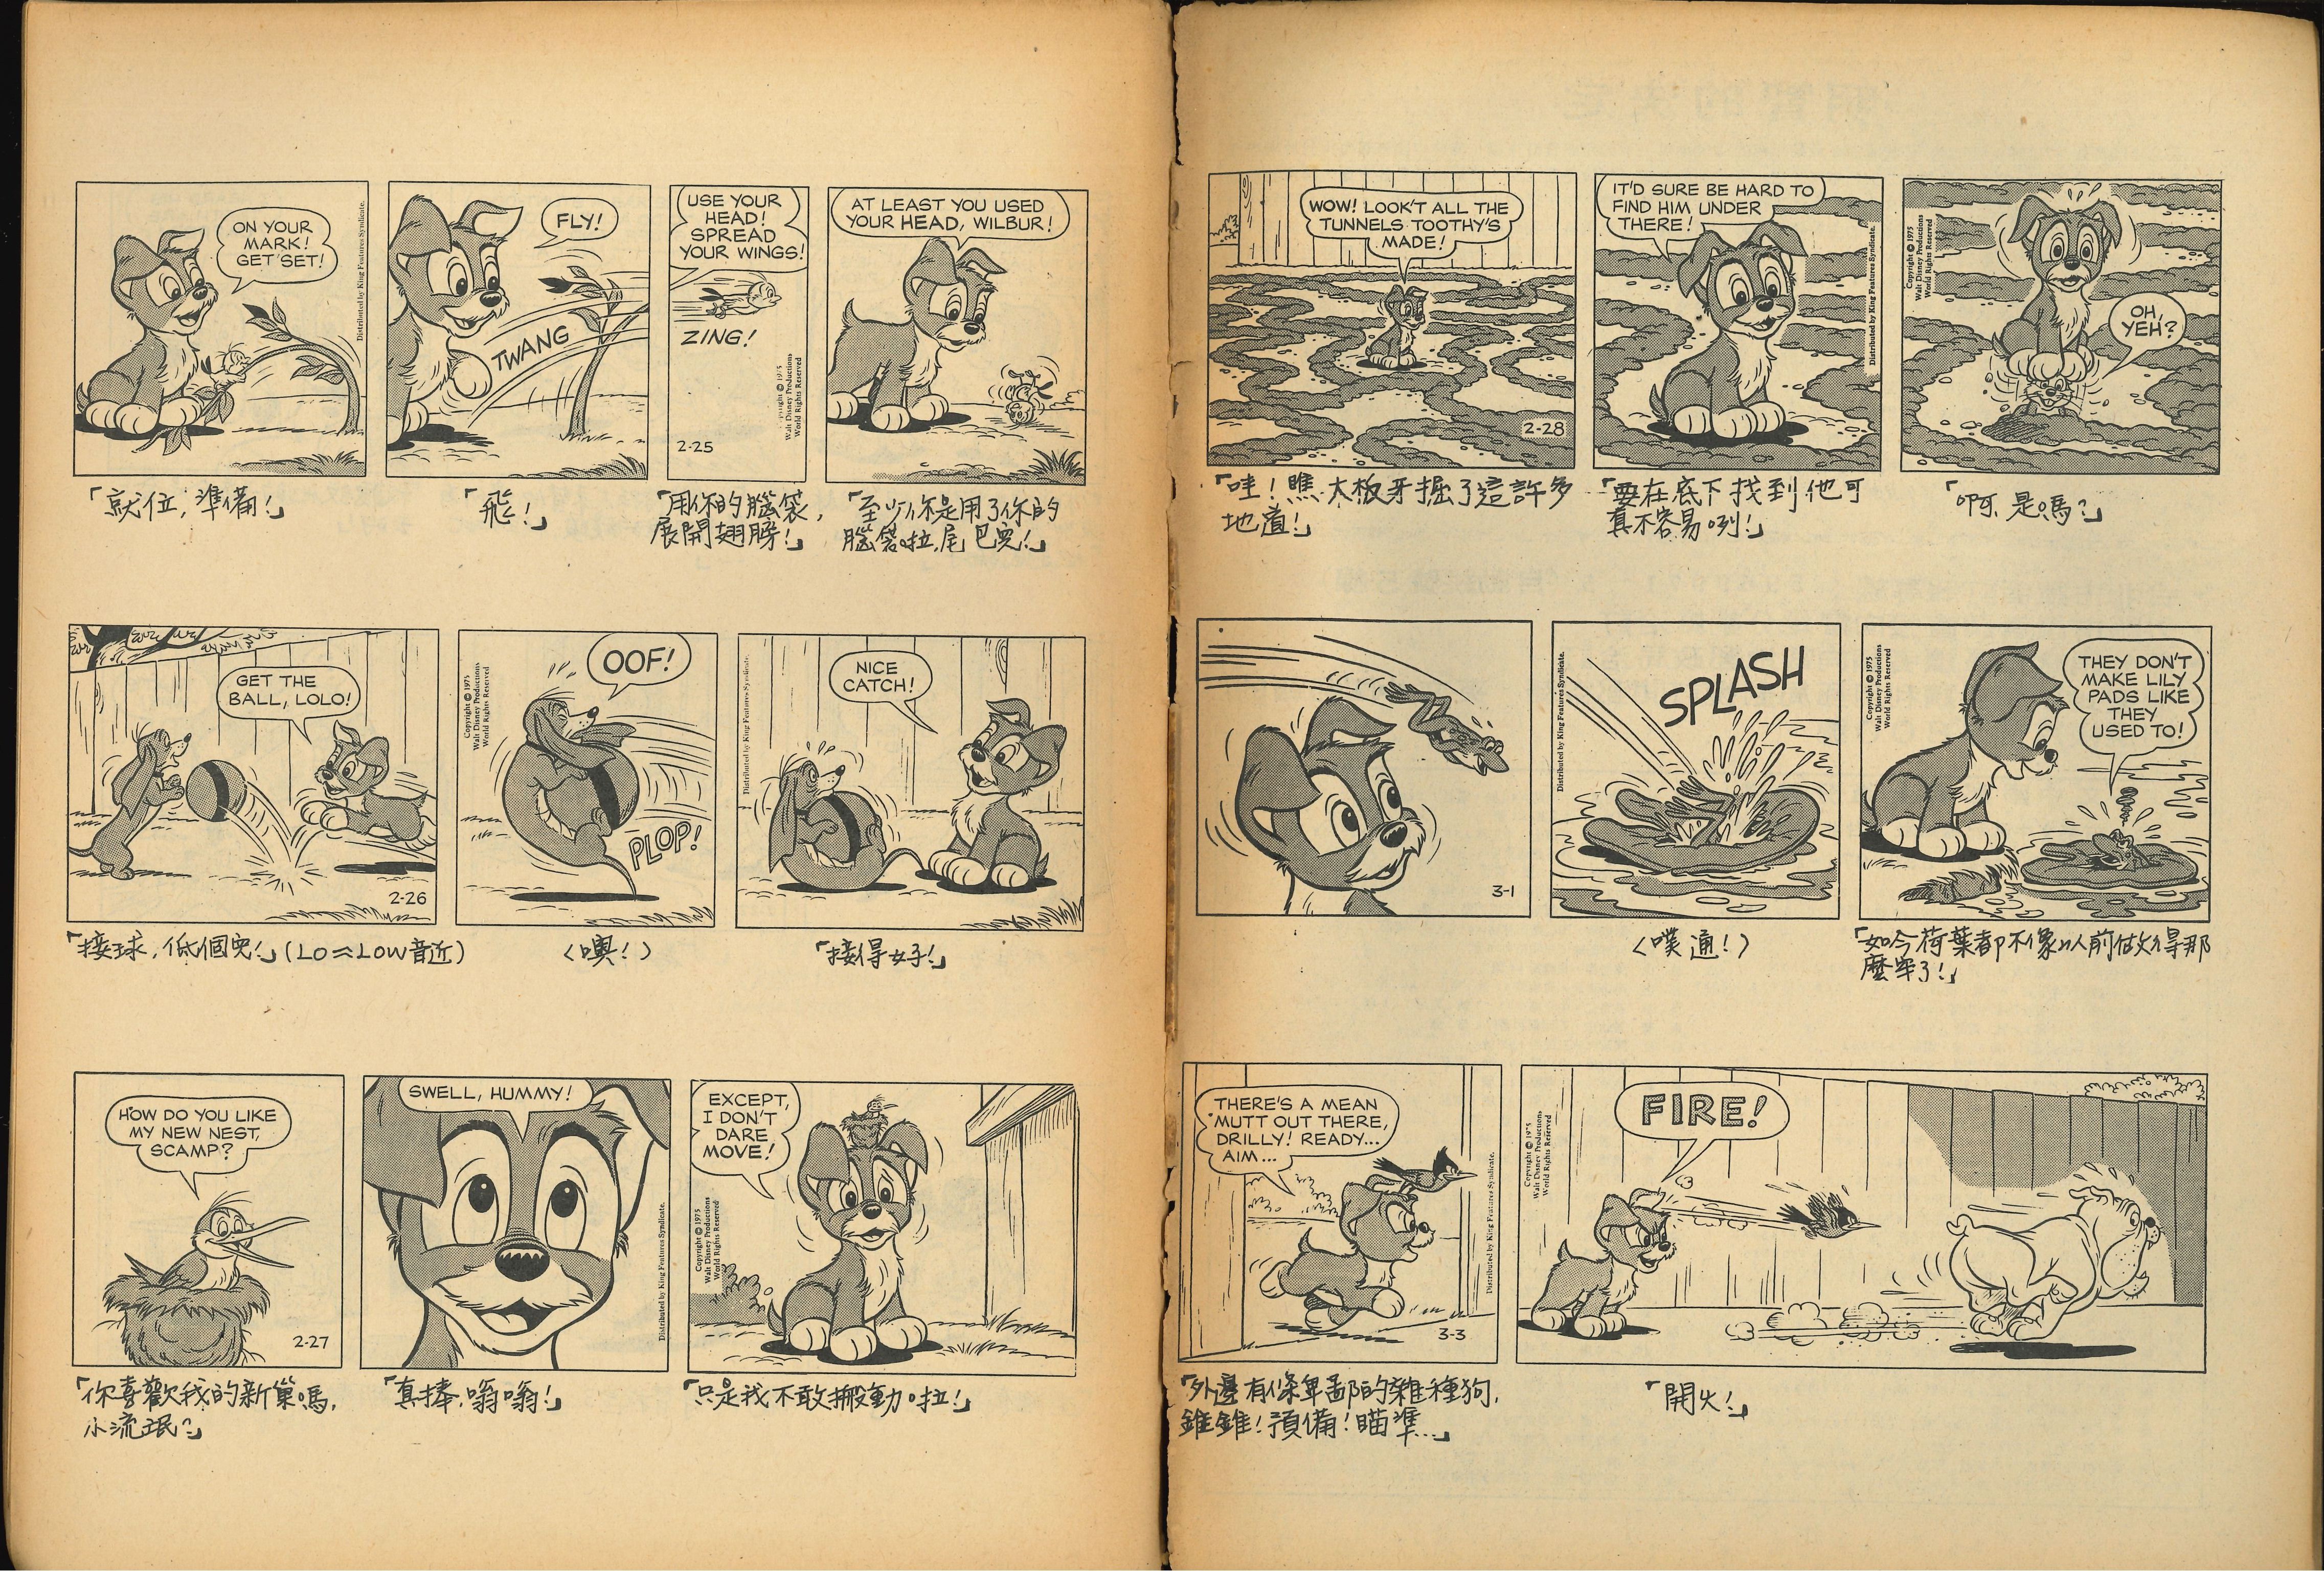 ON YOUR
MARK!
GET SET!
Distributed by King Features Syndicate.
FLY!
TWANG
USE YOUR
HEAD!
SPREAD
YOUR WINGS!
ZING!
2-25
Walt Disney Productions
World Rights Reserved
AT LEAST YOU USED
YOUR HEAD, WILBUR!
「就位,準備!」
「飛!」
「用你的腦袋,
展開翅膀!」
「至少你是用了你的
腦袋啦,尾巴兜!」
GET THE
BALL, LOLO!
2-26
Copyright © 1975
Walt Disney Productions
World Rights Reserved
OOF!
PLOP!
Distributed by King Features Syndicate.
NICE
CATCH!
「接球,低個兜!」(LO≈LOW音近)
〈噢!〉
「接得好!」
HOW DO YOU LIKE
MY NEW NEST,
SCAMP?
2-27
SWELL, HUMMY!
Distributed by King Features Syndicate.
EXCEPT,
I DON'T
DARE
MOVE!
Copyright © 1975
Walt Disney Productions
World Rights Reserved
「你喜歡我的新巢嗎,
小流氓?」
「真捧,嗡嗡!」
「只是我不敢搬動啦!」
WOW! LOOK'T ALL THE
TUNNELS TOOTHY'S
MADE!
2-28
IT'D SURE BE HARD TO
FIND HIM UNDER
THERE!
Distributed by King Features Syndicate.
Copyright © 1975
Walt Disney Productions
World Rights Reserved
OH,
YEH?
「哇!瞧大板牙掘了這許多
地道!」
「要在底下找到他可
真不容易咧!」
「啊,是嗎?」
3-1
Distributed by King Features Syndicate.
SPLASH
Copyright © 1975
Walt Disney Productions
World Rights Reserved
THEY DON'T
MAKE LILY
PADS LIKE
THEY
USED TO!
〈噗通!〉
「如今荷葉都不像以前做得那
麼牢了!」
THERE'S A MEAN
MUTT OUT THERE,
DRILLY! READY...
AIM...
3-3
Distributed by King Features Syndicate.
Copyright © 1975
Walt Disney Productions
World Rights Reserved
FIRE!
「外邊有條卑鄙的雜種狗,
錐錐!預備!瞄準...」
「開火!」